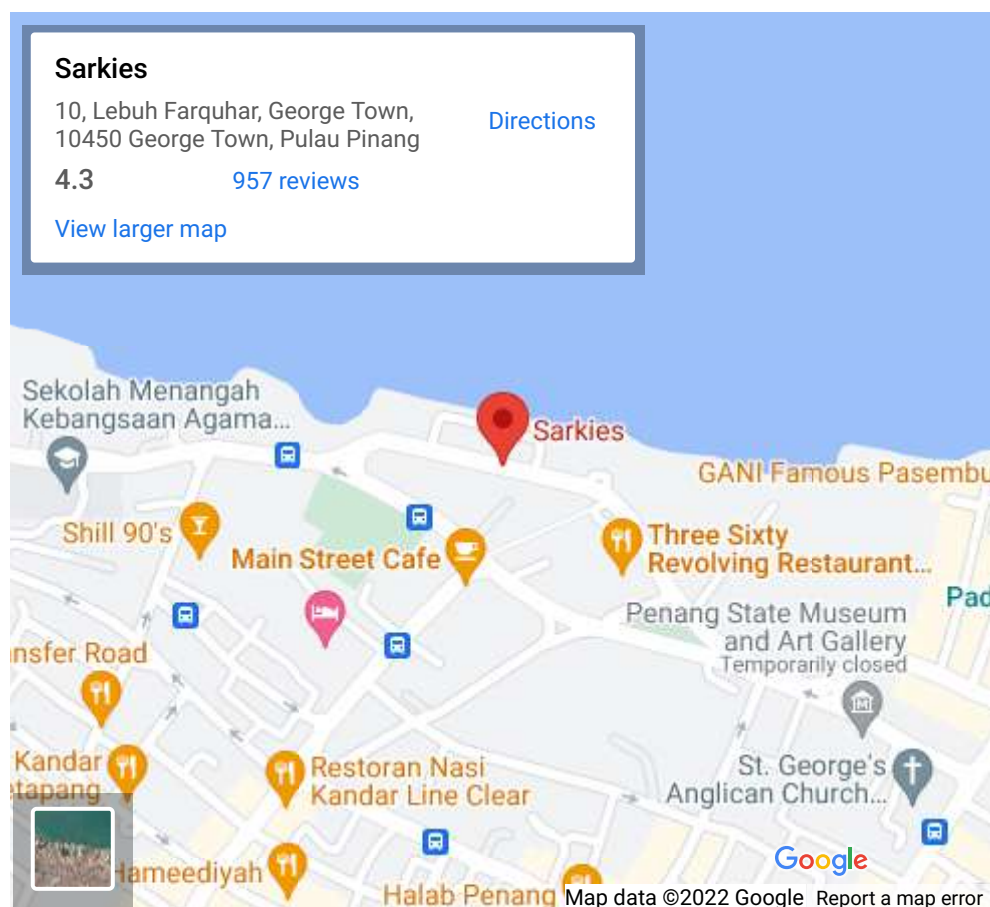 Sarkies
10, Lebuh Farquhar, George Town,
10450 George Town, Pulau Pinang
Directions
4.3
957 reviews
View larger map
Sekolah Menangah
Kebangsaan Agama...
Sarkies
GANI Famous Pasembu
Shill 90's
Main Street Cafe
Three Sixty
Revolving Restaurant...
Pad
Penang State Museum
and Art Gallery
Temporarily closed
nsfer Road
Kandar
etapang
Restoran Nasi
Kandar Line Clear
St. George's
Anglican Church...
Hameediyah
Halab Penang
Google
Map data ©2022 Google
Report a map error